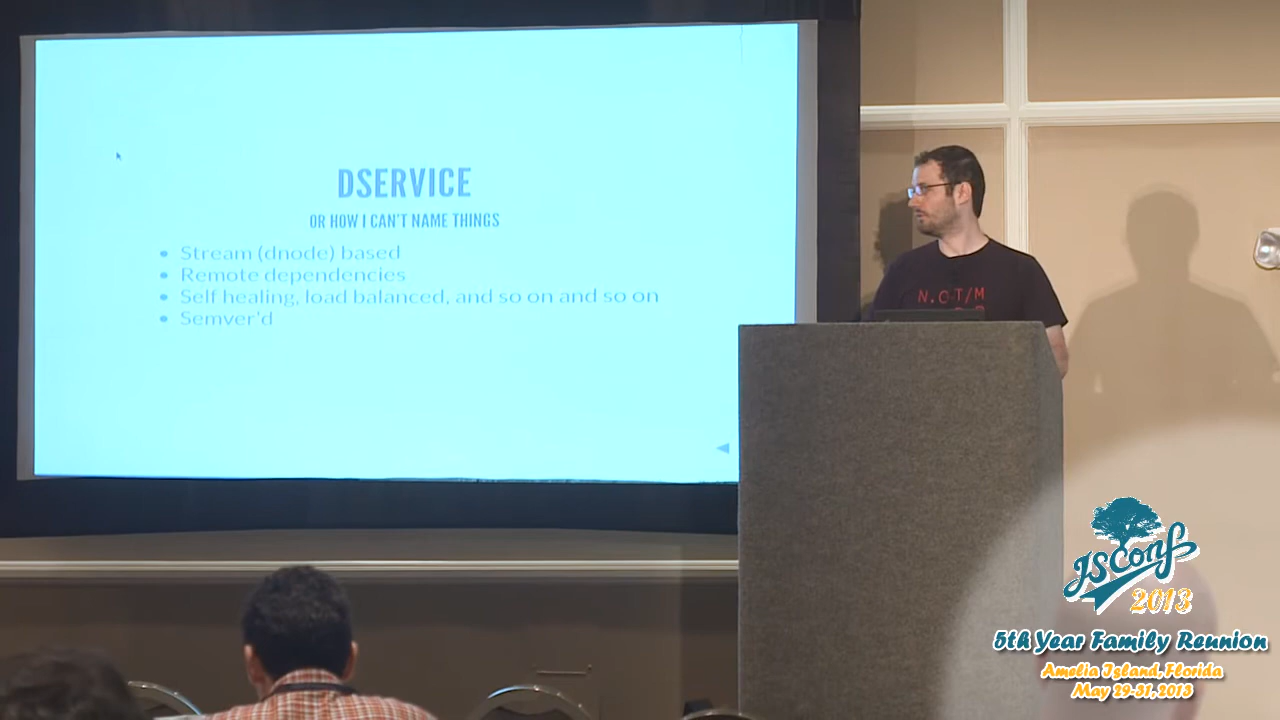 DSERVICE
OR HOW I CAN'T NAME THINGS
Stream (dnode) based
Remote dependencies
Self healing, load balanced, and so on and so on
Semver'd
N.O.T/M
JSConf
2013
5th Year Family Reunion
Amelia Island, Florida
May 29-31, 2013